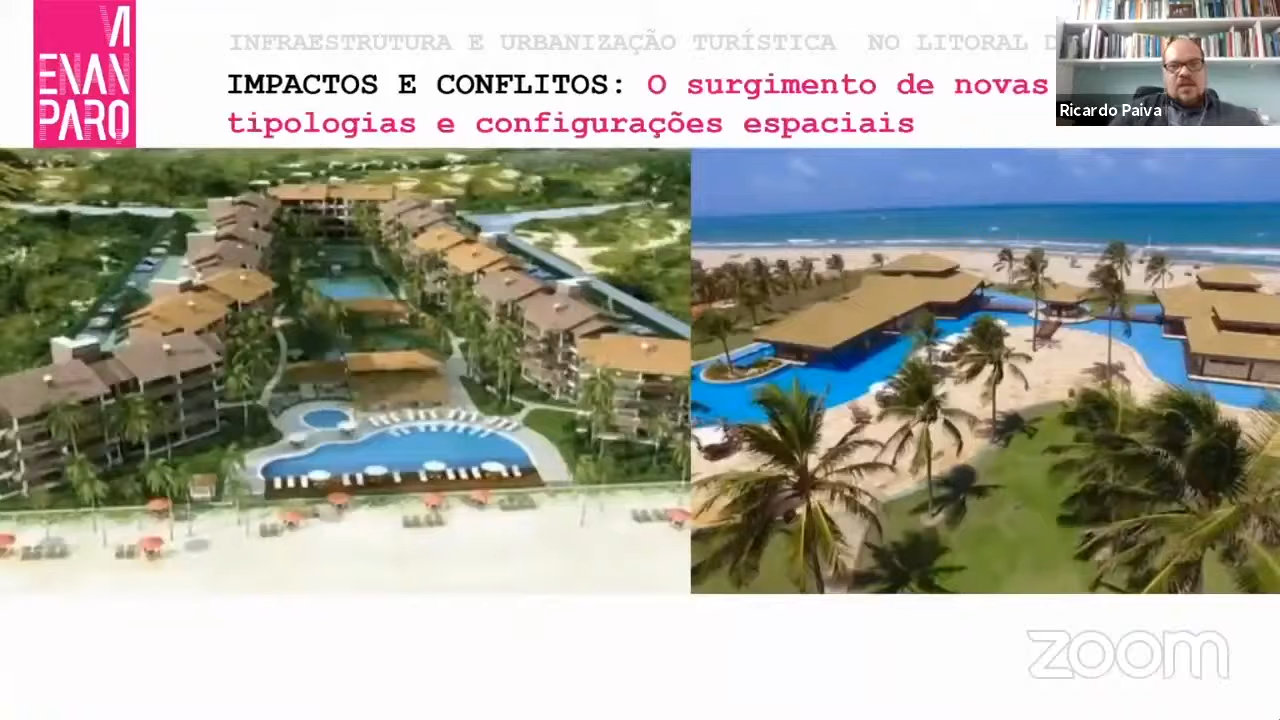 VI
ENAN
PARQ
INFRAESTRUTURA E URBANIZAÇÃO TURÍSTICA NO LITORAL D
IMPACTOS E CONFLITOS: O surgimento de novas
tipologias e configurações espaciais
Ricardo Paiva
zoom